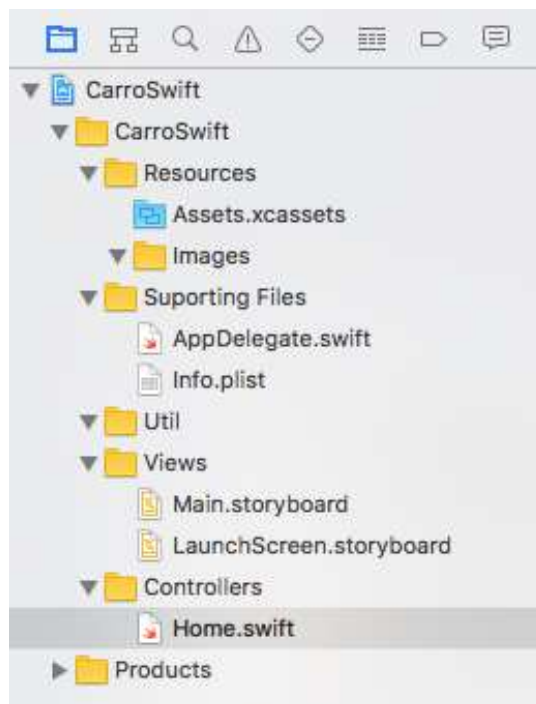 CarroSwift
CarroSwift
Resources
Assets.xcassets
Images
Suporting Files
AppDelegate.swift
Info.plist
Util
Views
Main.storyboard
LaunchScreen.storyboard
Controllers
Home.swift
Products